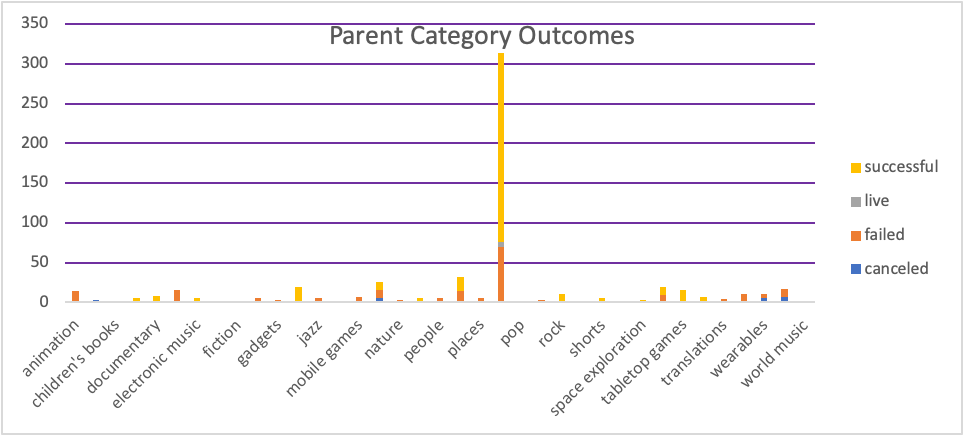 Parent Category Outcomes
350
300
250
200
150
100
50
0
animation
children's books
documentary
electronic music
fiction
gadgets
jazz
mobile games
nature
people
places
pop
rock
shorts
space exploration
tabletop games
translations
wearables
world music
successful
live
failed
canceled